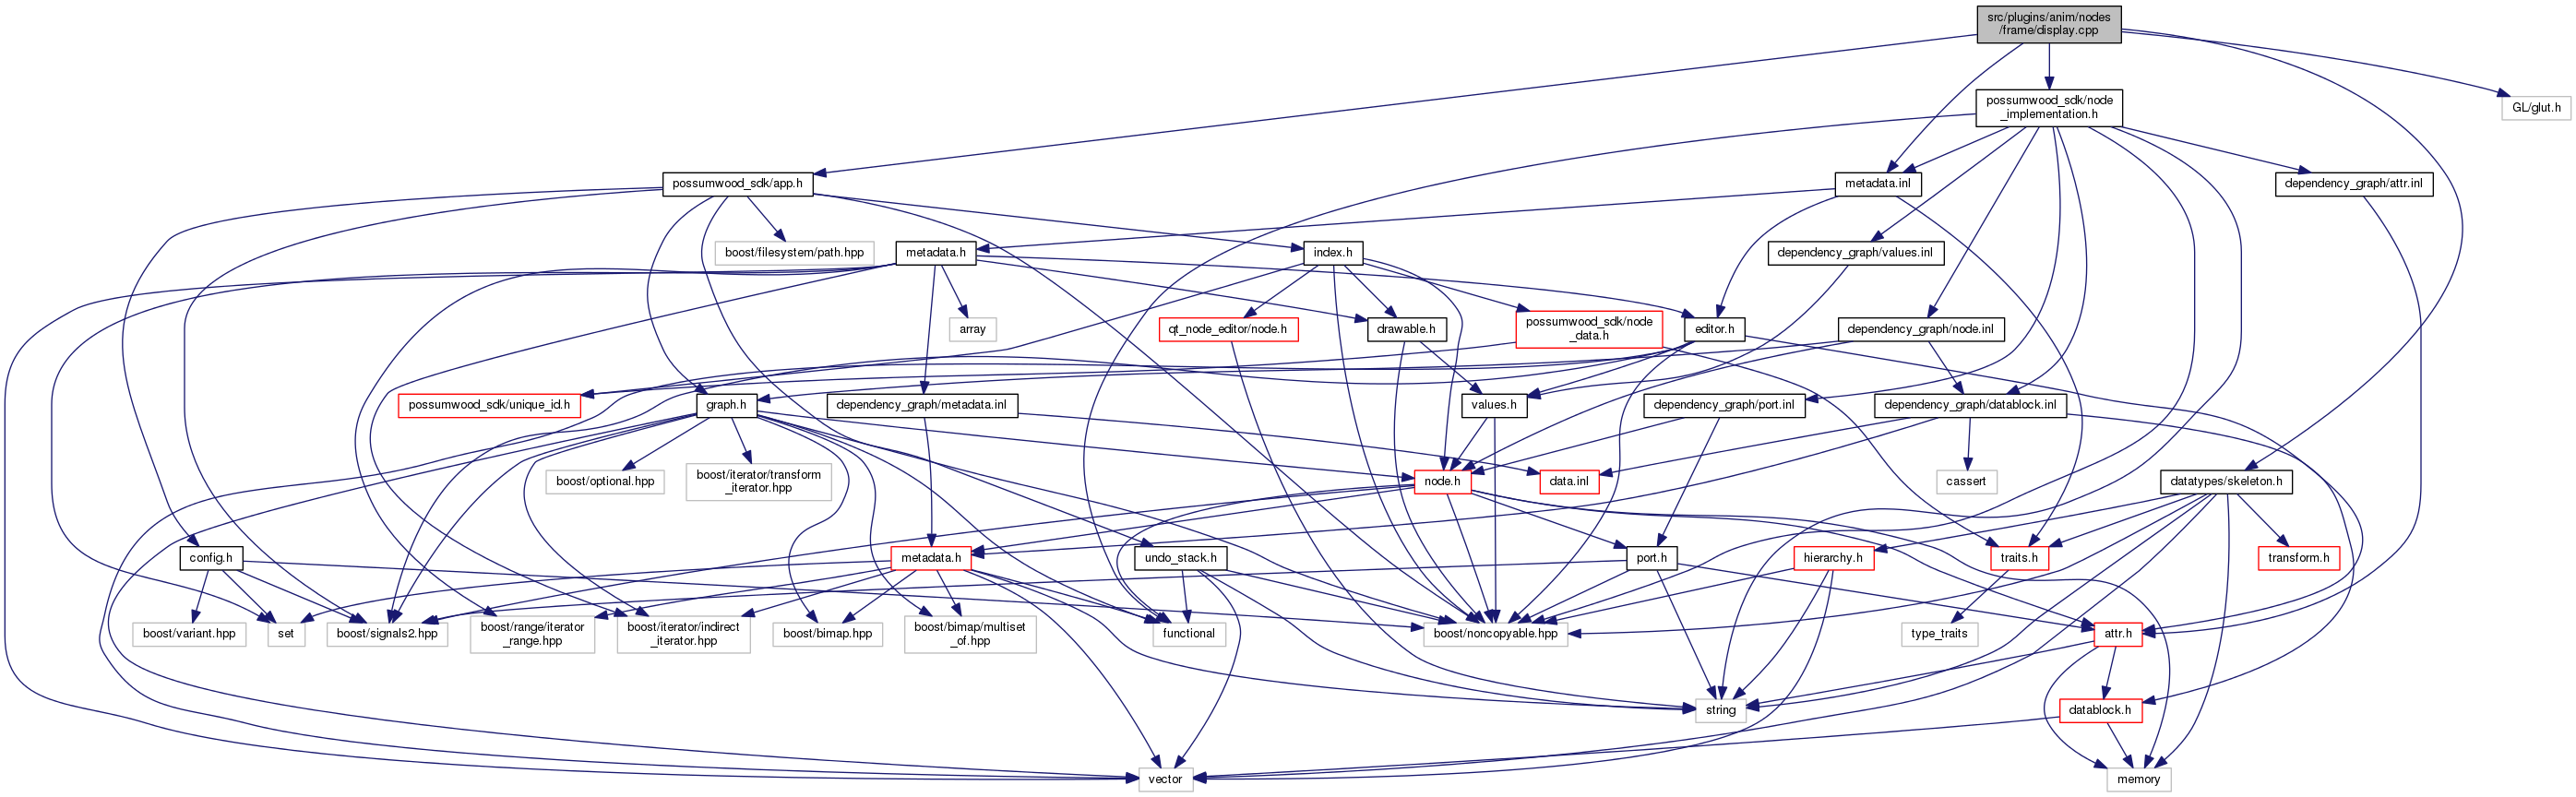 src/plugins/anim/nodes
/frame/display.cpp
possumwood_sdk/node
_implementation.h
GL/glut.h
possumwood_sdk/app.h
metadata.inl
dependency_graph/attr.inl
boost/filesystem/path.hpp
metadata.h
index.h
dependency_graph/values.inl
array
qt_node_editor/node.h
drawable.h
possumwood_sdk/node
_data.h
editor.h
dependency_graph/node.inl
possumwood_sdk/unique_id.h
graph.h
dependency_graph/metadata.inl
values.h
dependency_graph/port.inl
dependency_graph/datablock.inl
boost/optional.hpp
boost/iterator/transform
_iterator.hpp
node.h
data.inl
cassert
datatypes/skeleton.h
config.h
metadata.h
undo_stack.h
port.h
hierarchy.h
traits.h
transform.h
boost/variant.hpp
set
boost/signals2.hpp
boost/range/iterator
_range.hpp
boost/iterator/indirect
_iterator.hpp
boost/bimap.hpp
boost/bimap/multiset
_of.hpp
functional
boost/noncopyable.hpp
type_traits
attr.h
string
datablock.h
vector
memory